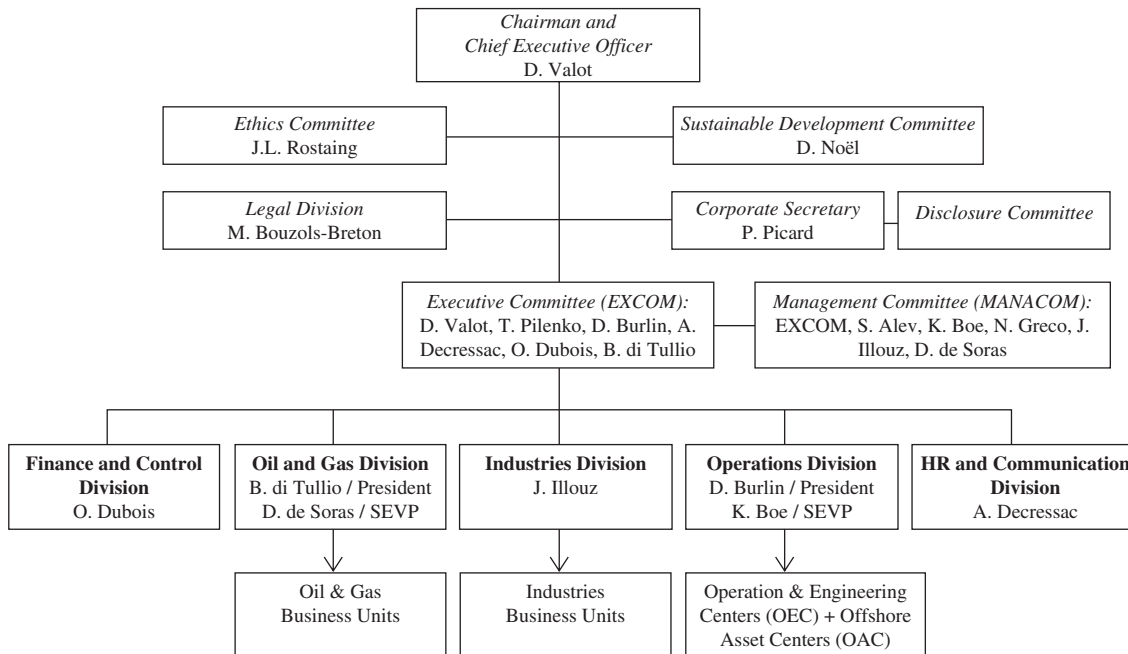 Chairman and
Chief Executive Officer
D. Valot
Ethics Committee
J.L. Rostaing
Sustainable Development Committee
D. Noël
Legal Division
M. Bouzols-Breton
Corporate Secretary
P. Picard
Disclosure Committee
Executive Committee (EXCOM):
D. Valot, T. Pilenko, D. Burlin, A.
Decressac, O. Dubois, B. di Tullio
Management Committee (MANACOM):
EXCOM, S. Alev, K. Boe, N. Greco, J.
Illouz, D. de Soras
Finance and Control
Division
O. Dubois
Oil and Gas Division
B. di Tullio / President
D. de Soras / SEVP
Industries Division
J. Illouz
Operations Division
D. Burlin / President
K. Boe / SEVP
HR and Communication
Division
A. Decressac
Oil & Gas
Business Units
Industries
Business Units
Operation & Engineering
Centers (OEC) + Offshore
Asset Centers (OAC)